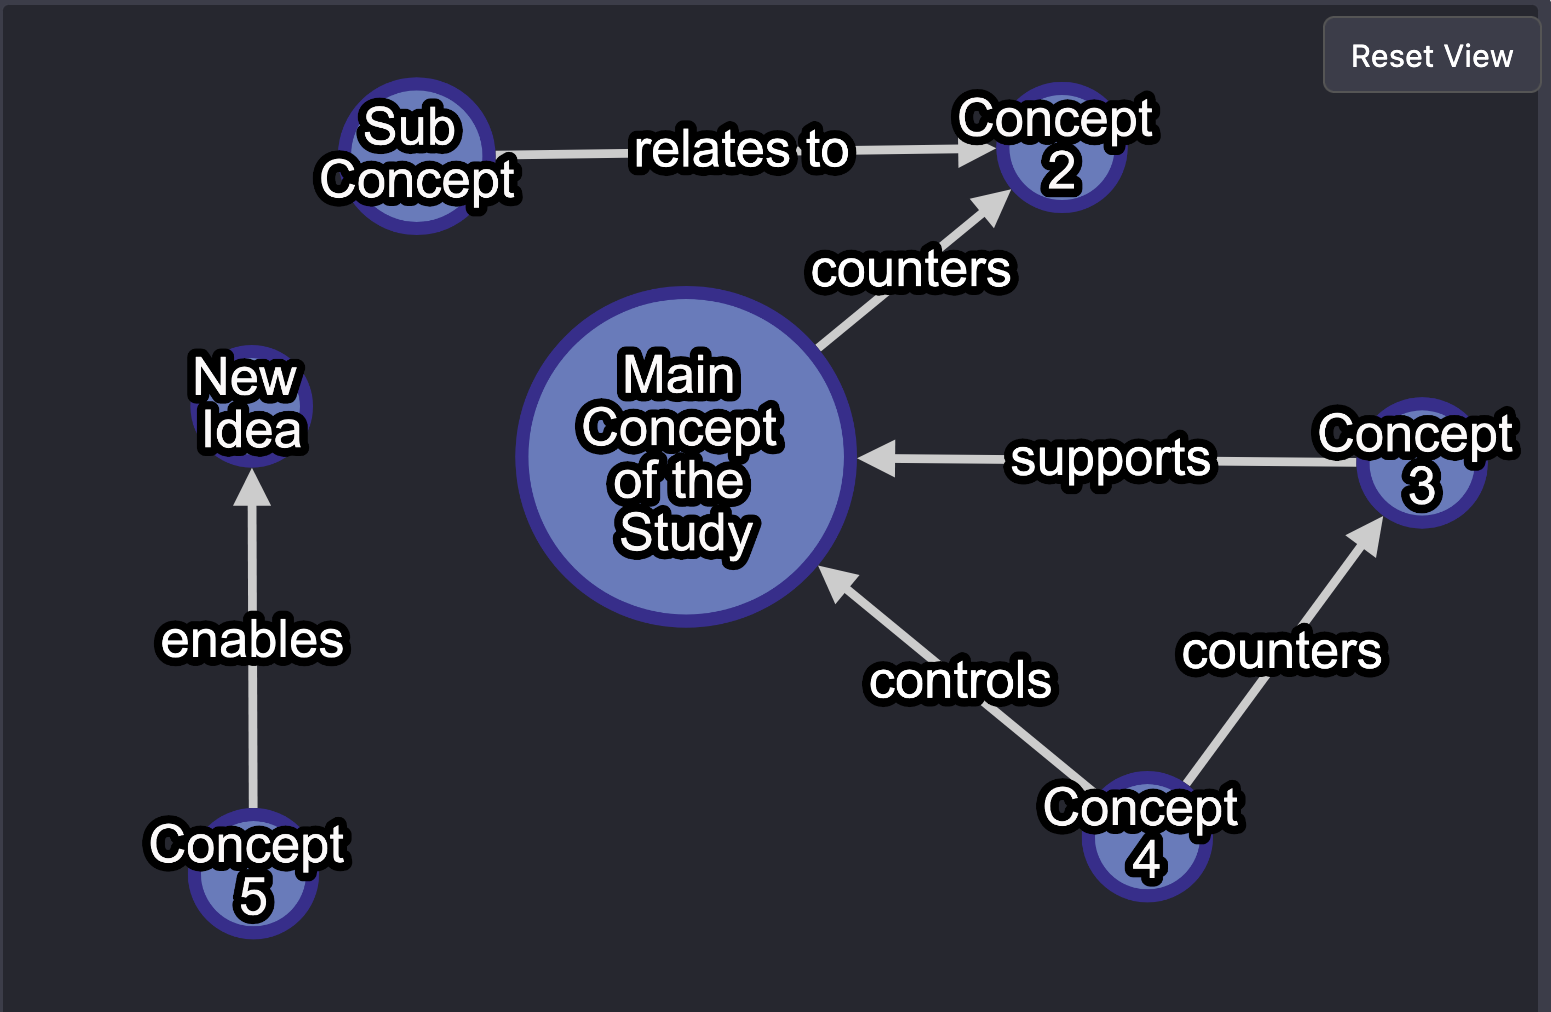 Reset View
Sub
Concept
relates to
Concept
2
counters
New
Idea
Main
Concept
of the
Study
supports
Concept
3
enables
controls
counters
Concept
5
Concept
4